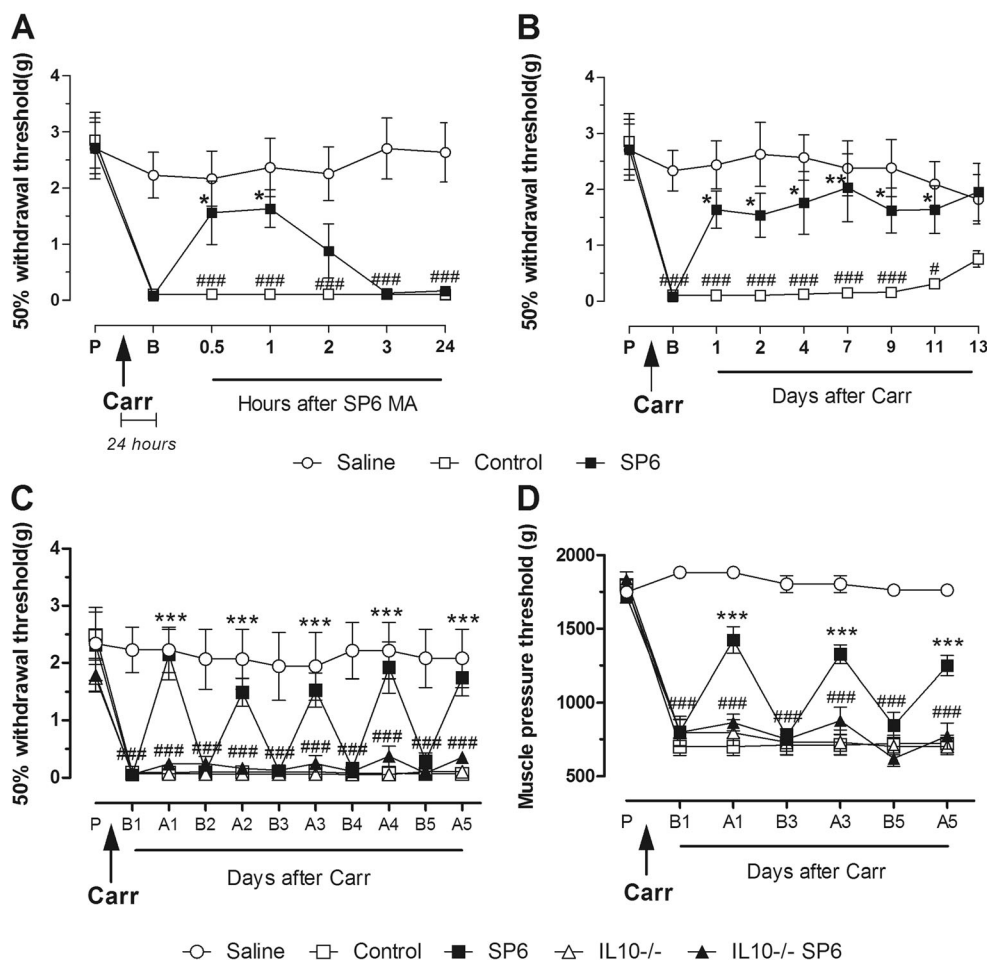 A
50% withdrawal threshold(g)
4
3
2
1
0
* * ### ### ### ### ###
P B 0.5 1 2 3 24
Carr
Hours after SP6 MA
24 hours
B
50% withdrawal threshold(g)
4
3
2
1
0
* * * ** * *
### ### ### ### ### ### #
P B 1 2 4 7 9 11 13
Carr
Days after Carr
Saline Control SP6
C
50% withdrawal threshold(g)
4
3
2
1
0
*** *** *** *** ***
### ### ### ### ### ### ### ### ### ###
P B1 A1 B2 A2 B3 A3 B4 A4 B5 A5
Carr
Days after Carr
D
Muscle pressure threshold (g)
2000
1500
1000
500
*** *** ***
### ### ### ### ### ###
P B1 A1 B3 A3 B5 A5
Carr
Days after Carr
Saline Control SP6 IL10-/- IL10-/- SP6